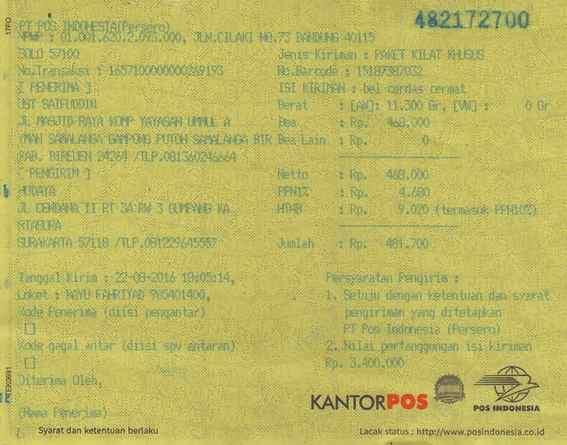 482172700
PT POS INDONESIA(Persero)
NPWP : 01.001.620.2.093.000, JLN.CILAKI NO.73 BANDUNG 40115
SOLO 57100
Jenis Kiriman : PAKET KILAT KHUSUS
No.Transaksi : 1657100000000269193
No.Barcode : 15187387032
[ PENERIMA ]
ISI KIRIMAN : bel cerdas cermat
UST SAIFUDDIN
Berat : [AW]: 11.300 Gr, [VW] : 0 Gr
JL MASJID RAYA KOMP YAYASAN UMMUL A
Bea : Rp. 468.000
YMAN SAMALANGA GAMPONG PUTOH SAMALANGA BIR
Bea Lain : Rp. 0
KAB. BIREUEN 24264 /TLP.081360246664
[ PENGIRIM ]
Netto : Rp. 468.000
HUDAYA
PPN1% : Rp. 4.680
JL CENDANA II RT 3A RW 3 GUMPANG KA
HTNB : Rp. 9.020 (termasuk PPN10%)
RTASURA
SURAKARTA 57118 /TLP.081229645557
Jumlah : Rp. 481.700
Tanggal Kirim : 22-08-2016 18:05:14,
Persyaratan Pengirim :
Loket : 965401400,
1. Setuju dengan ketentuan dan syarat
Kode Penerima (diisi pengantar)
pengiriman yang ditetapkan
[]
PT Pos Indonesia (Persero)
Kode gagal antar (diisi spv antaran)
2. Nilai pertanggungan isi kiriman
[]
Rp. 3.400.000
Diterima Oleh,
KANTORPOS
POS INDONESIA
(Nama Penerima)
Syarat dan ketentuan berlaku
Lacak status : http://www.posindonesia.co.id